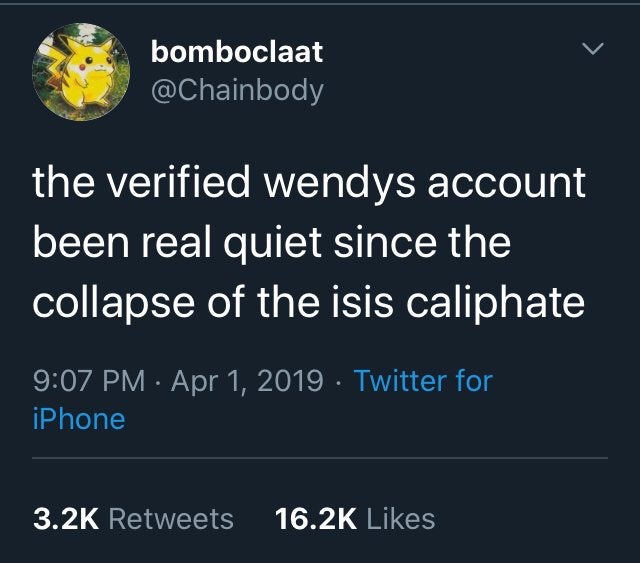 bomboclaat
@Chainbody
the verified wendys account
been real quiet since the
collapse of the isis caliphate
9:07 PM · Apr 1, 2019 · Twitter for
iPhone
3.2K Retweets 16.2K Likes